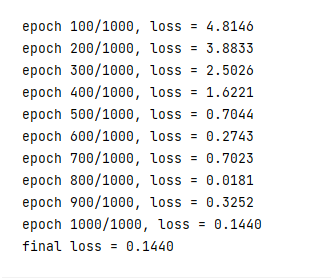 epoch 100/1000, loss = 4.8146
epoch 200/1000, loss = 3.8833
epoch 300/1000, loss = 2.5026
epoch 400/1000, loss = 1.6221
epoch 500/1000, loss = 0.7044
epoch 600/1000, loss = 0.2743
epoch 700/1000, loss = 0.7023
epoch 800/1000, loss = 0.0181
epoch 900/1000, loss = 0.3252
epoch 1000/1000, loss = 0.1440
final loss = 0.1440